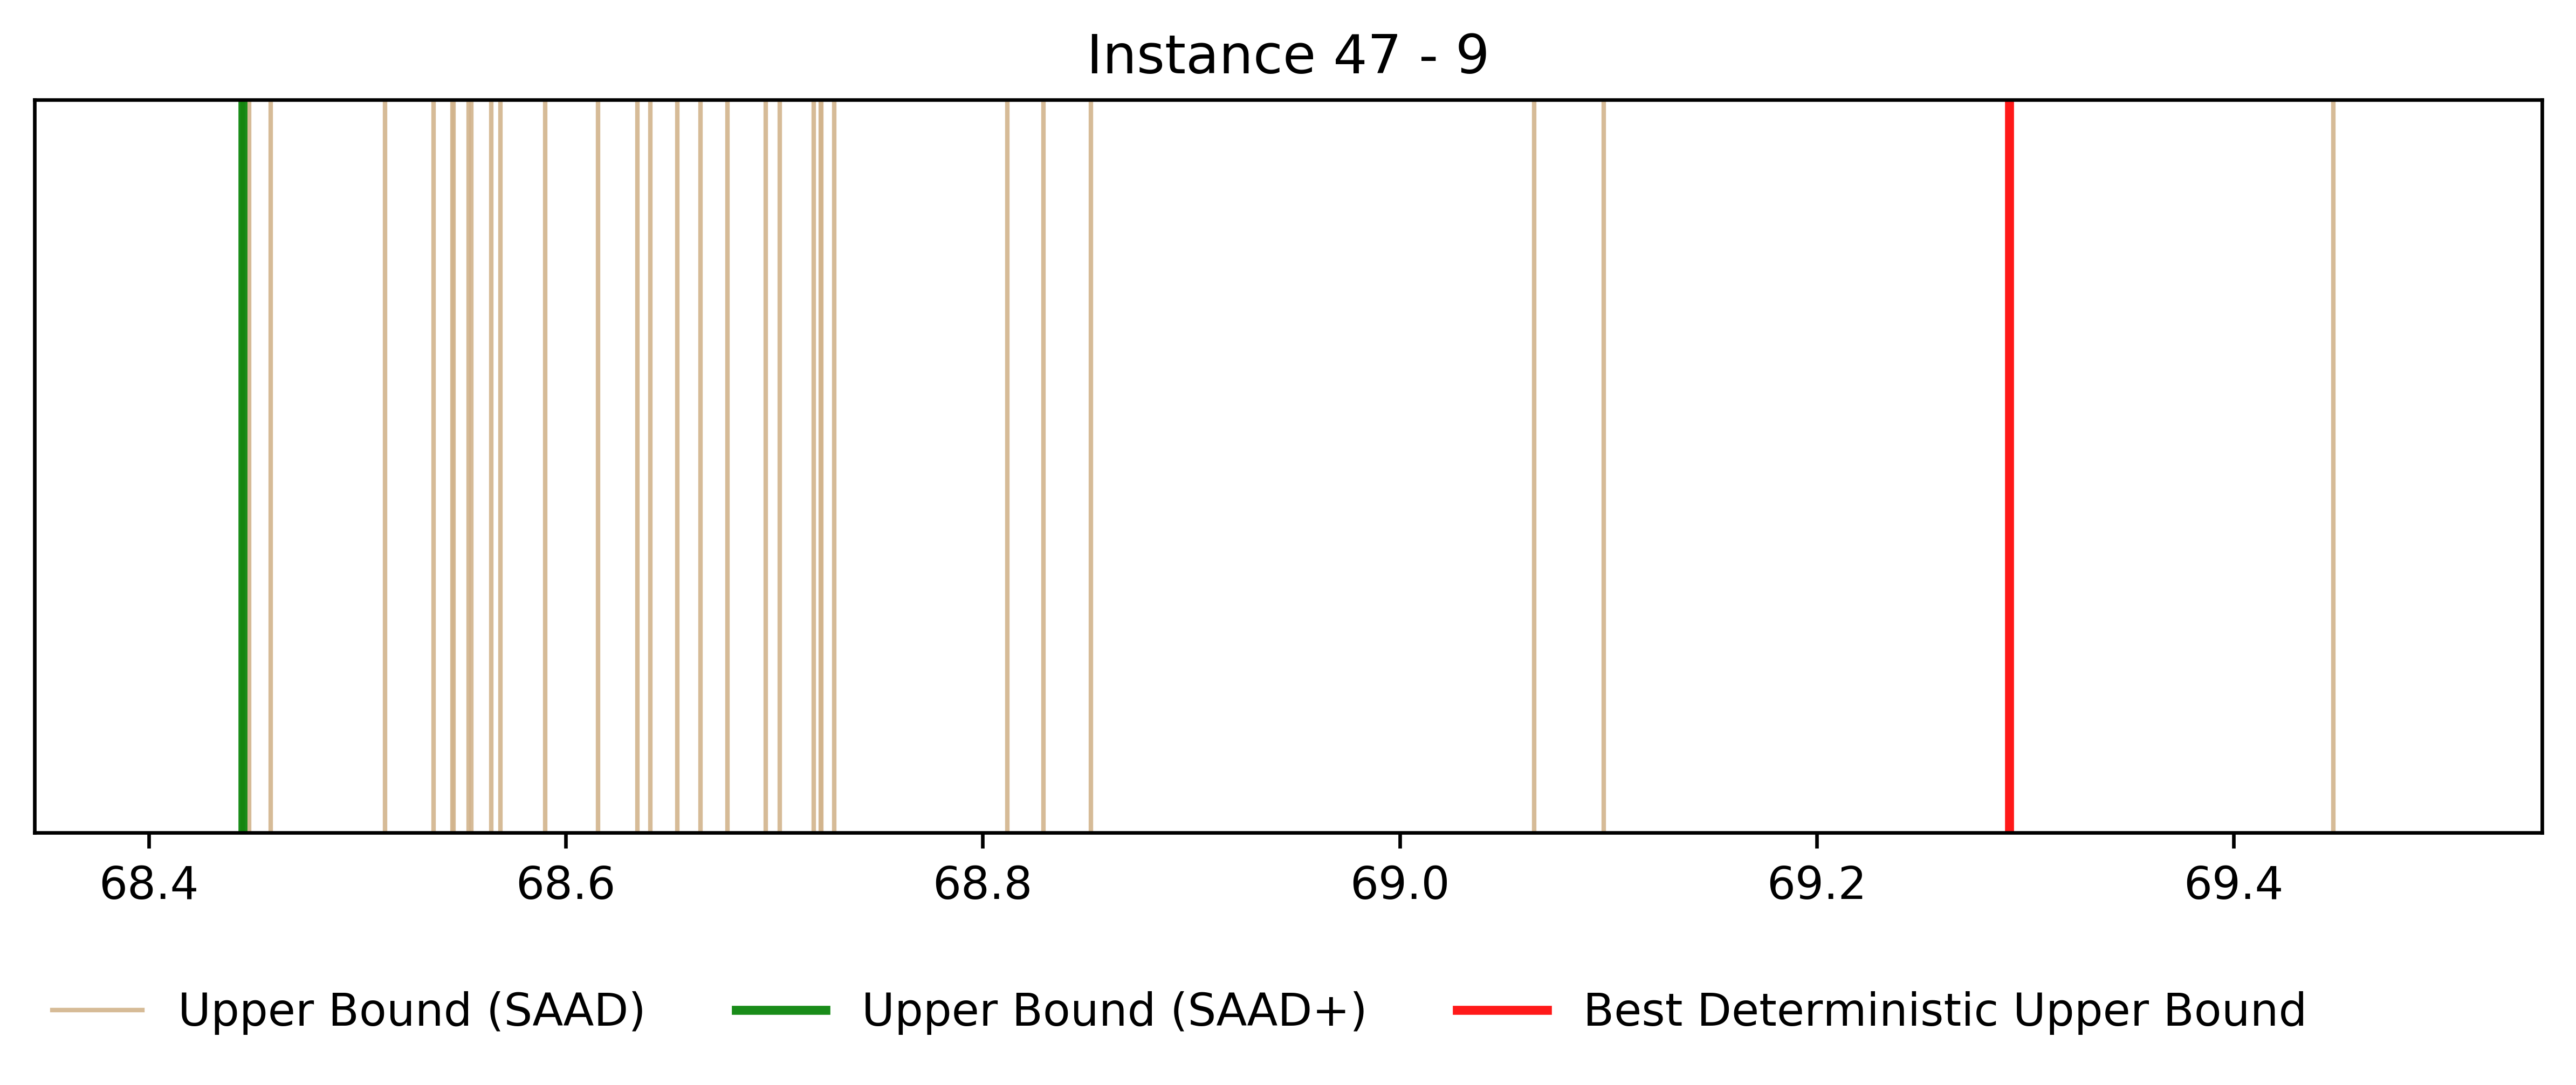 Instance 47 - 9
68.4 68.6 68.8 69.0 69.2 69.4
Upper Bound (SAAD) Upper Bound (SAAD+) Best Deterministic Upper Bound